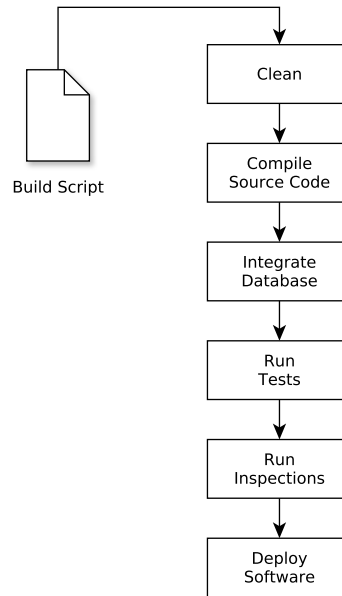 Clean
Build Script
Compile
Source Code
Integrate
Database
Run
Tests
Run
Inspections
Deploy
Software